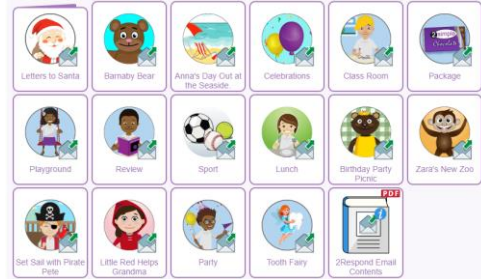 Letters to Santa
Barnaby Bear
Anna's Day Out at
the Seaside
Celebrations
Class Room
Package
Playground
Review
Sport
Lunch
Birthday Party
Picnic
Zara's New Zoo
PDF
Set Sail with Pirate
Pete
Little Red Helps
Grandma
Party
Tooth Fairy
2Respond Email
Contents